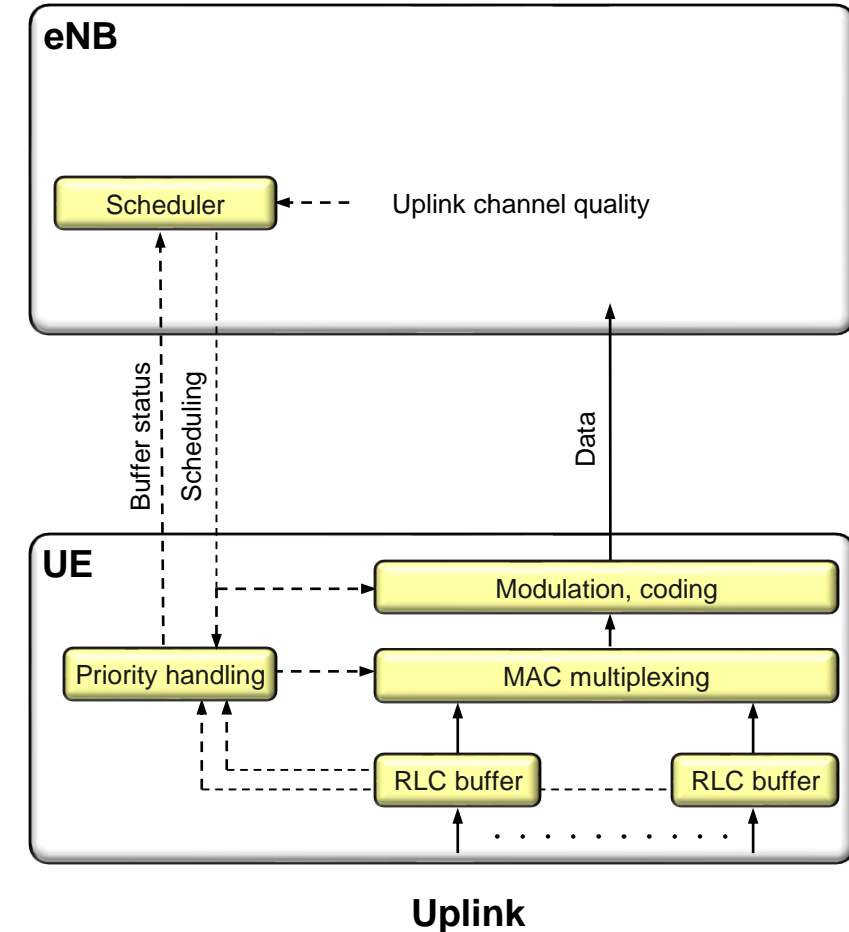 eNB
Scheduler
Uplink channel quality
Buffer status
Scheduling
Data
UE
Modulation, coding
Priority handling
MAC multiplexing
RLC buffer
RLC buffer
. . . . . . . . . . .
Uplink